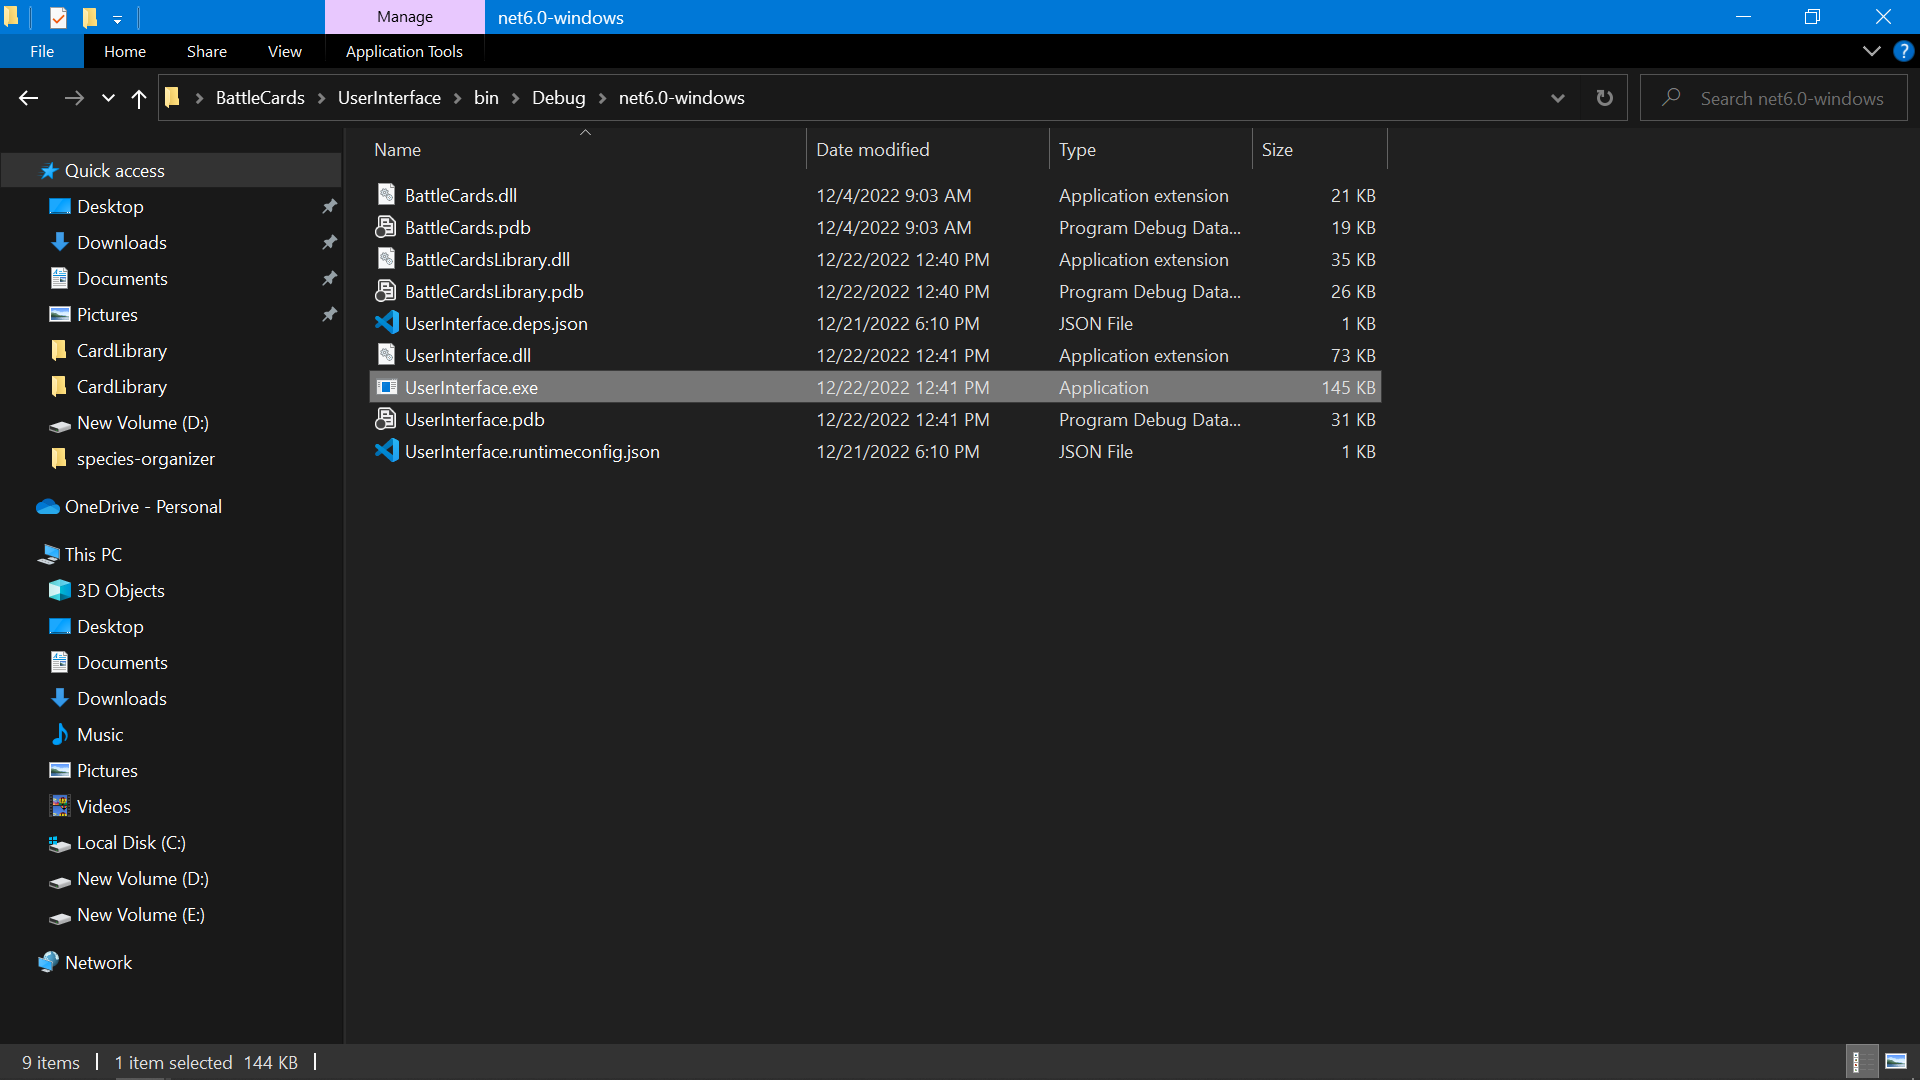 Manage
net6.0-windows
File
Home
Share
View
Application Tools
?
BattleCards
UserInterface
bin
Debug
net6.0-windows
Search net6.0-windows
Quick access
Desktop
Downloads
Documents
Pictures
CardLibrary
CardLibrary
New Volume (D:)
species-organizer
OneDrive - Personal
This PC
3D Objects
Desktop
Documents
Downloads
Music
Pictures
Videos
Local Disk (C:)
New Volume (D:)
New Volume (E:)
Network
Name Date modified Type Size
BattleCards.dll 12/4/2022 9:03 AM Application extension 21 KB
BattleCards.pdb 12/4/2022 9:03 AM Program Debug Data... 19 KB
BattleCardsLibrary.dll 12/22/2022 12:40 PM Application extension 35 KB
BattleCardsLibrary.pdb 12/22/2022 12:40 PM Program Debug Data... 26 KB
UserInterface.deps.json 12/21/2022 6:10 PM JSON File 1 KB
UserInterface.dll 12/22/2022 12:41 PM Application extension 73 KB
UserInterface.exe 12/22/2022 12:41 PM Application 145 KB
UserInterface.pdb 12/22/2022 12:41 PM Program Debug Data... 31 KB
UserInterface.runtimeconfig.json 12/21/2022 6:10 PM JSON File 1 KB
9 items
1 item selected 144 KB